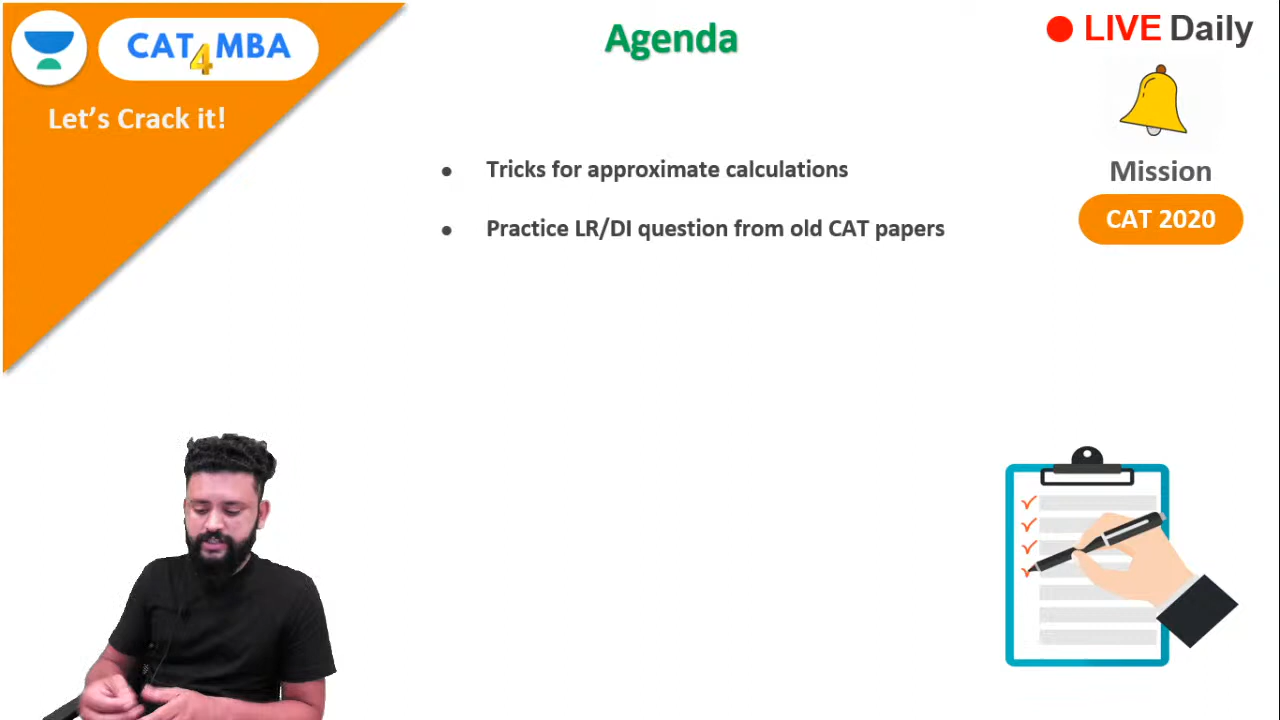 CAT4MBA
Let's Crack it!
Agenda
LIVE Daily
Mission
CAT 2020
• Tricks for approximate calculations
• Practice LR/DI question from old CAT papers